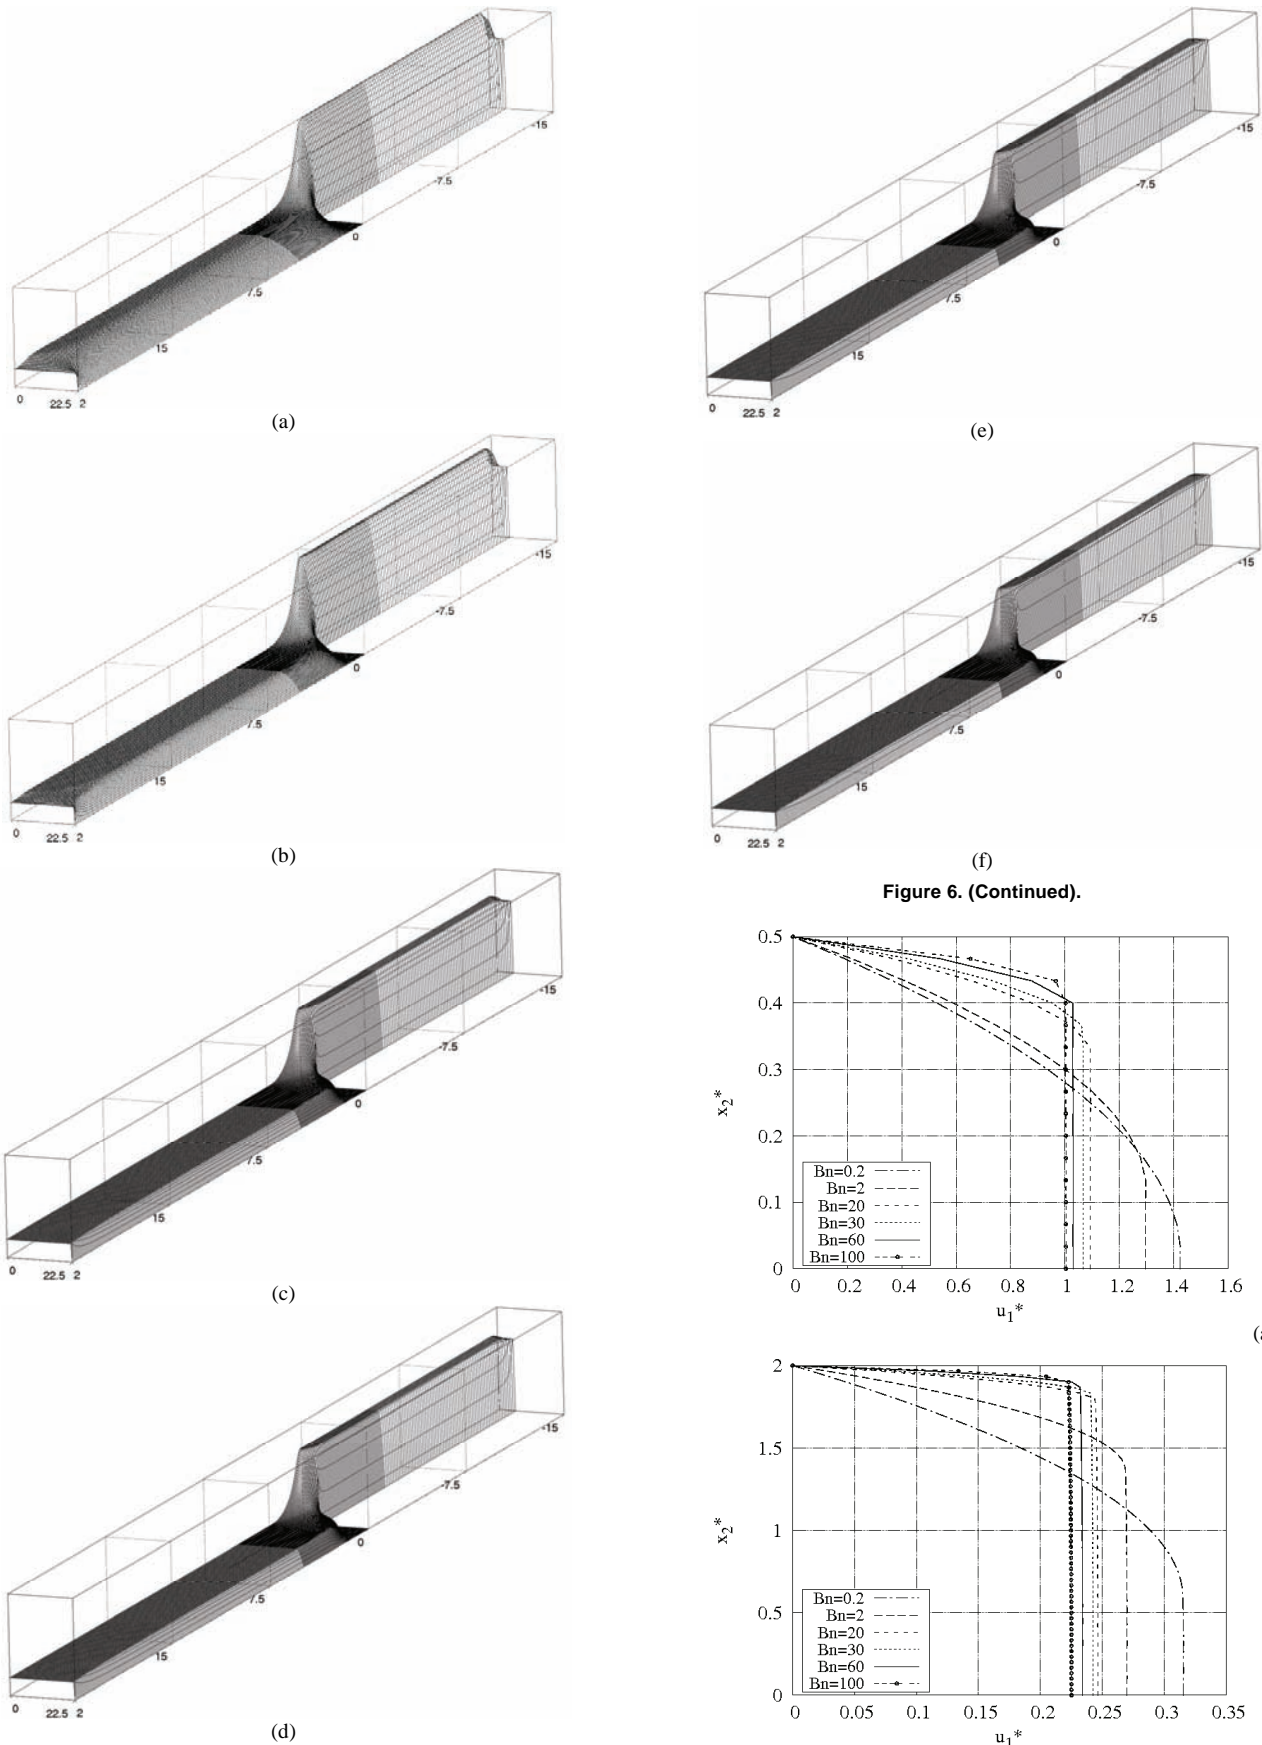 -15
-7.5
0
7.5
15
0
22.5 2
(a)
-15
-7.5
0
7.5
15
0
22.5 2
(b)
-15
-7.5
0
7.5
15
0
22.5 2
(c)
-15
-7.5
0
7.5
15
0
22.5 2
(d)
-15
-7.5
0
7.5
15
0
22.5 2
(e)
-15
-7.5
0
7.5
15
0
22.5 2
(f)
Figure 6. (Continued).
0.5
0.4
0.3
x2*
0.2
0.1
0
Bn=0.2
Bn=2
Bn=20
Bn=30
Bn=60
Bn=100
0 0.2 0.4 0.6 0.8 1 1.2 1.4 1.6
u1*
(a
2
1.5
x2*
1
0.5
0
Bn=0.2
Bn=2
Bn=20
Bn=30
Bn=60
Bn=100
0 0.05 0.1 0.15 0.2 0.25 0.3 0.35
u1*